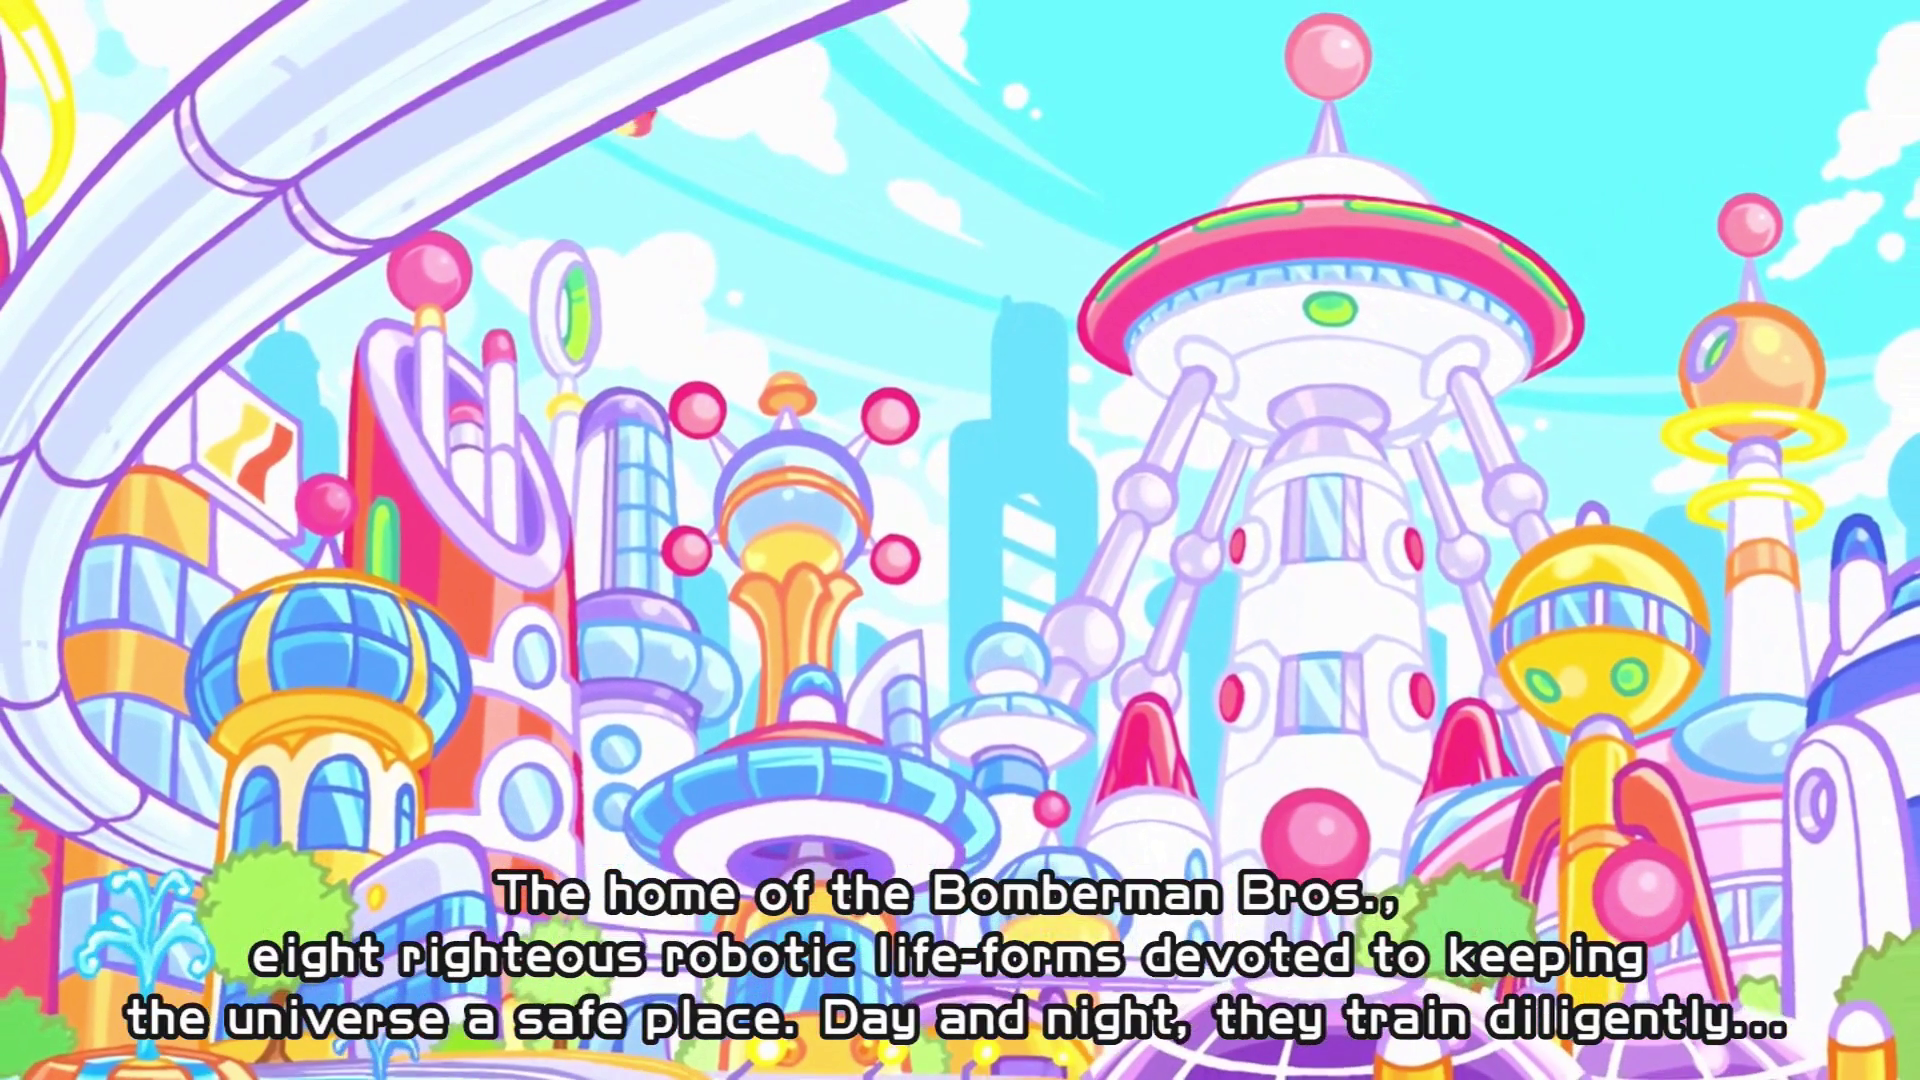 The home of the Bomberman Bros.,
eight righteous robotic life-forms devoted to keeping
the universe a safe place. Day and night, they train diligently...